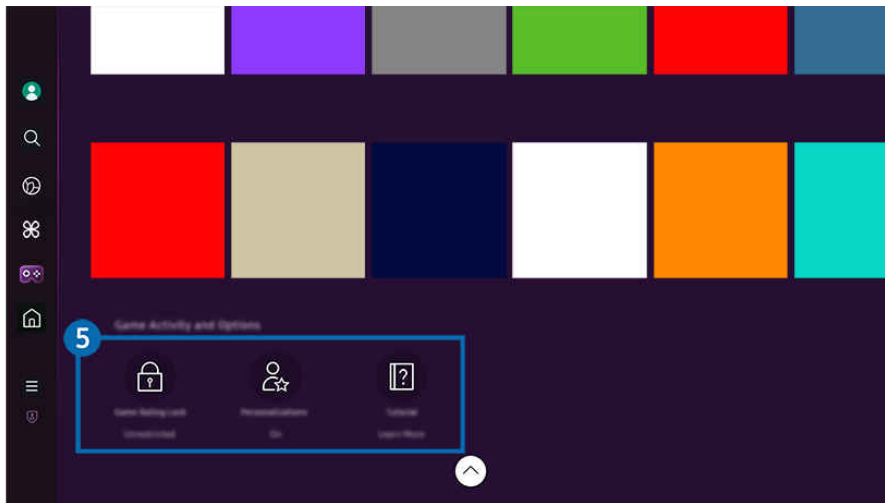 Game Activity and Options
5
Game Rating Lock
Personalizations
Tutorial
Unrestricted
On
Learn More